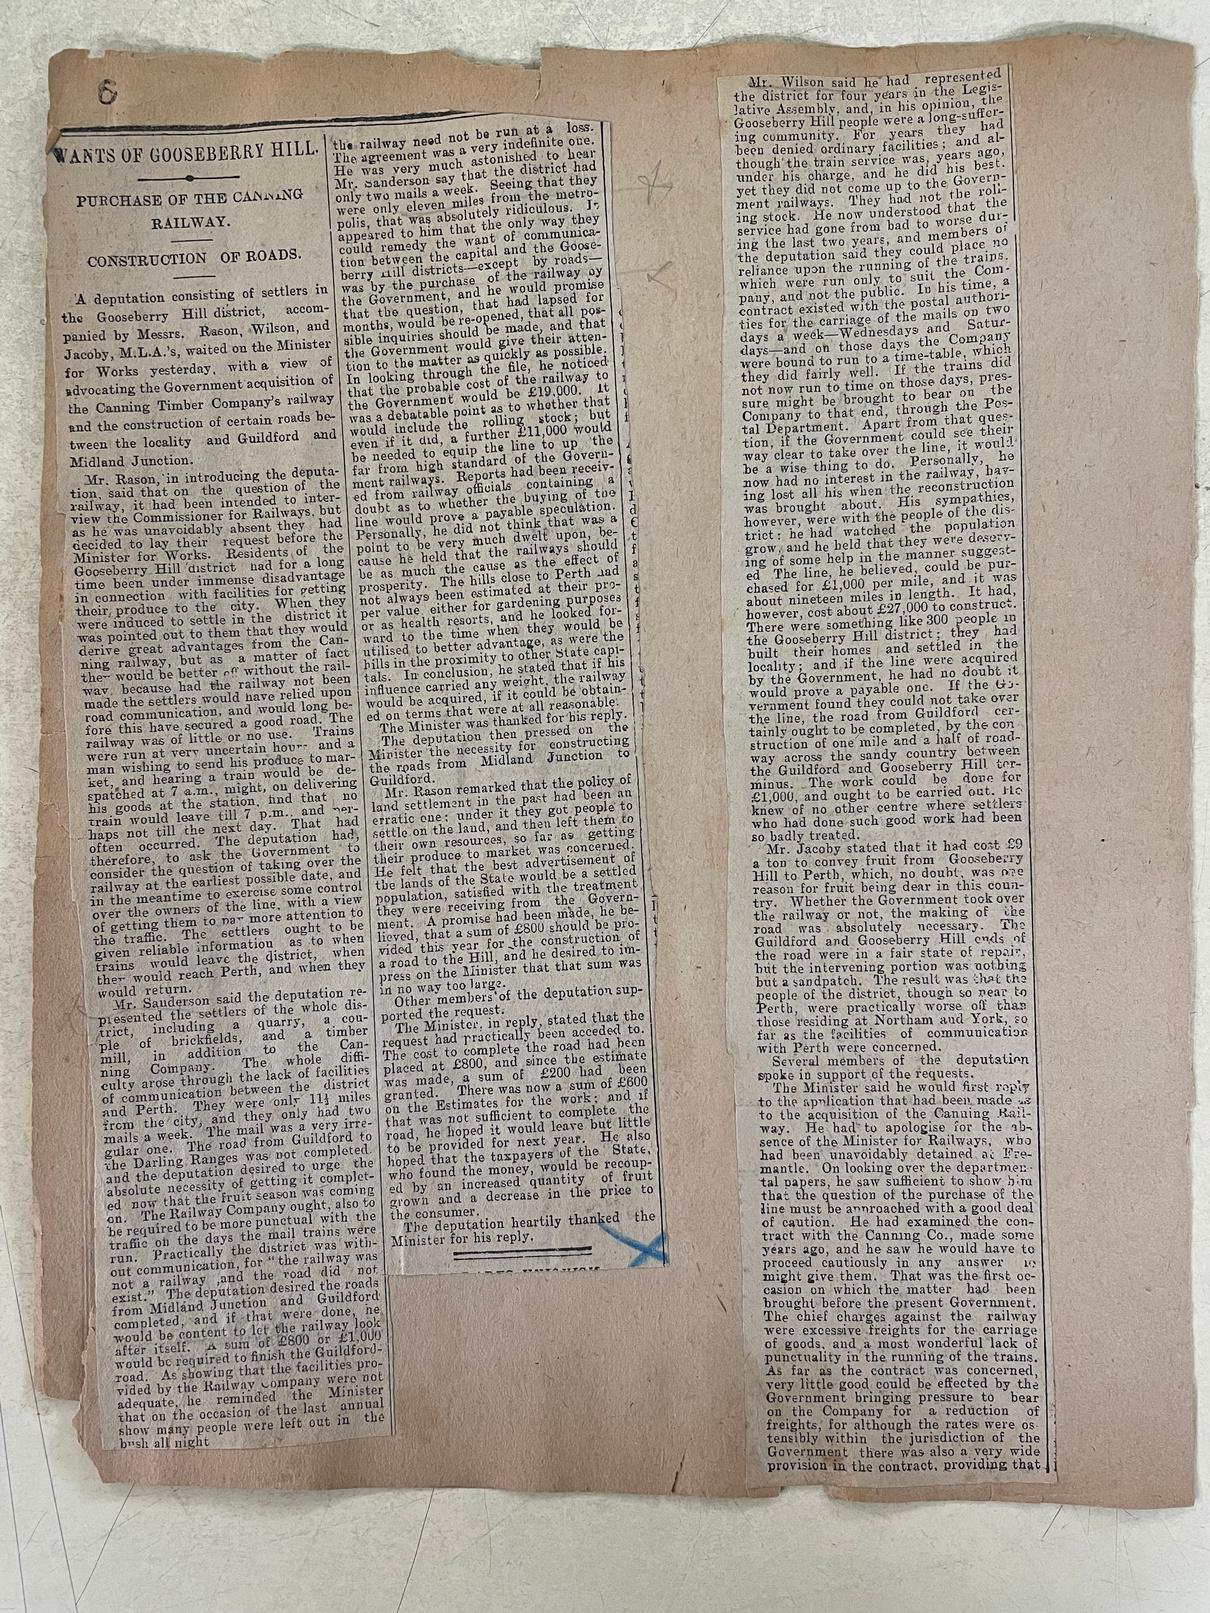 6
WANTS OF GOOSEBERRY HILL.
PURCHASE OF THE CANNING
RAILWAY.
CONSTRUCTION OF ROADS.
A deputation consisting of settlers in
the Gooseberry Hill district, accom-
panied by Messrs. Rason, Wilson, and
Jacoby, M.L.A.'s, waited on the Minister
for Works yesterday, with a view of
advocating the Government acquisition of
the Canning Timber Company's railway
and the construction of certain roads be-
tween the locality and Guildford and
Midland Junction.
Mr. Rason, in introducing the deputa-
tion, said that on the question of the
railway, it had been intended to inter-
view the Commissioner for Railways, but
as he was unavoidably absent they had
decided to lay their request before the
Minister for Works. Residents of the
Gooseberry Hill district had for a long
time been under immense disadvantage
in connection with facilities for getting
their produce to the city. When they
were induced to settle in the district it
was pointed out to them that they would
derive great advantages from the Can-
ning railway, but as a matter of fact
they would be better off without the rail-
way, because had the railway not been
made the settlers would have relied upon
road communication, and would long be-
fore this have secured a good road. The
railway was of little or no use. Trains
were run at very uncertain hours and a
man wishing to send his produce to mar-
ket, and hearing a train would be de-
spatched at 7 a.m., might, on delivering
his goods at the station, find that no
train would leave till 7 p.m., and per-
haps not till the next day. That had
often occurred. The deputation had,
therefore, to ask the Government to
consider the question of taking over the
railway at the earliest possible date, and
in the meantime to exercise some control
over the owners of the line, with a view
of getting them to pay more attention to
the traffic. The settlers ought to be
given reliable information as to when
trains would leave the district, when
they would reach Perth, and when they
would return.
Mr. Sanderson said the deputation re-
presented the settlers of the whole dis-
trict, including a quarry, a cou-
ple of brickfields, and a timber
mill, in addition to the Can-
ning Company. The whole diffi-
culty arose through the lack of facilities
of communication between the district
and Perth. They were only 11½ miles
from the city, and they only had two
mails a week. The mail was a very irre-
gular one. The road from Guildford to
the Darling Ranges was not completed
and the deputation desired to urge the
absolute necessity of getting it complet-
ed now that the fruit season was coming
on. The Railway Company ought, also to
be required to be more punctual with the
traffic on the days the mail trains were
run. Practically the district was with-
out communication, for "the railway was
not a railway ,and the road did not
exist." The deputation desired the roads
from Midland Junction and Guildford
completed, and if that were done, he
would be content to let the railway look
after itself. A sum of £800 or £1,000
would be required to finish the Guildford-
road. As showing that the facilities pro-
vided by the Railway Company were not
adequate, he reminded the Minister
that on the occasion of the last annual
show many people were left out in the
bush all night
Mr. Wilson said he had represented
the district for four years in the Legis-
lative Assembly, and, in his opinion, the
Gooseberry Hill people were a long-suffer-
ing community. For years they had
been denied ordinary facilities; and al-
though the train service was, years ago,
under his charge, and he did his best.
yet they did not come up to the Govern-
ment railways. They had not the roll-
ing stock. He now understood that the
service had gone from bad to worse dur-
ing the last two years, and members of
the deputation said they could place no
reliance upon the running of the trains.
which were run only to suit the Com-
pany, and not the public. In his time, a
contract existed with the postal authori-
ties for the carriage of the mails on two
days a week—Wednesdays and Satur-
days—and on those days the Company
were bound to run to a time-table, which
they did fairly well. If the trains did
not now run to time on those days, pres-
sure might be brought to bear on the
Company to that end, through the Pos-
tal Department. Apart from that ques-
tion, if the Government could see their
way clear to take over the line, it would
be a wise thing to do. Personally, he
now had no interest in the railway, hav-
ing lost all his when the reconstruction
was brought about. His sympathies,
however, were with the people of the dis-
trict: he had watched the population
grow, and he held that they were deserv-
ing of some help in the manner suggest-
ed The line, he believed, could be pur-
chased for £1,000 per mile, and it was
about nineteen miles in length. It had,
however, cost about £27,000 to construct.
There were something like 300 people in
the Gooseberry Hill district; they had
built their homes and settled in the
locality; and if the line were acquired
by the Government, he had no doubt it
would prove a payable one. If the Go-
vernment found they could not take over
the line, the road from Guildford cer-
tainly ought to be completed, by the con-
struction of one mile and a half of road-
way across the sandy country between
the Guildford and Gooseberry Hill ter-
minus. The work could be done for
£1,000, and ought to be carried out. He
knew of no other centre where settlers
who had done such good work had been
so badly treated.
Mr. Jacoby stated that it had cost £9
a ton to convey fruit from Gooseberry
Hill to Perth, which, no doubt, was one
reason for fruit being dear in this coun-
try. Whether the Government took over
the railway or not, the making of the
road was absolutely necessary. The
Guildford and Gooseberry Hill ends of
the road were in a fair state of repair,
but the intervening portion was nothing
but a sandpatch. The result was that the
people of the district, though so near to
Perth, were practically worse off than
those residing at Northam and York, so
far as the facilities of communication
with Perth were concerned.
Several members of the deputation
spoke in support of the requests.
The Minister said he would first reply
to the application that had been made as
to the acquisition of the Canning Rail-
way. He had to apologise for the ab-
sence of the Minister for Railways, who
had been unavoidably detained at Fre-
mantle. On looking over the departmen-
tal papers, he saw sufficient to show him
that the question of the purchase of the
line must be approached with a good deal
of caution. He had examined the con-
tract with the Canning Co., made some
years ago, and he saw he would have to
proceed cautiously in any answer he
might give them. That was the first oc-
casion on which the matter had been
brought before the present Government.
The chief charges against the railway
were excessive freights for the carriage
of goods, and a most wonderful lack of
punctuality in the running of the trains.
As far as the contract was concerned,
very little good could be effected by the
Government bringing pressure to bear
on the Company for a reduction of
freights, for although the rates were os-
tensibly within the jurisdiction of the
Government there was also a very wide
provision in the contract, providing that
the railway need not be run at a loss.
The agreement was a very indefinite one.
He was very much astonished to hear
Mr. Sanderson say that the district had
only two mails a week. Seeing that they
were only eleven miles from the metro-
polis, that was absolutely ridiculous. It
appeared to him that the only way they
could remedy the want of communica-
tion between the capital and the Goose-
berry Hill districts—except by roads—
was by the purchase of the railway by
the Government, and he would promise
that the question, that had lapsed for
months, would be re-opened, that all pos-
sible inquiries should be made, and that
the Government would give their atten-
tion to the matter as quickly as possible.
In looking through the file, he noticed
that the probable cost of the railway to
the Government would be £19,000. It
was a debatable point as to whether that
would include the rolling stock; but
even if it did, a further £11,000 would
be needed to equip the line to up the
far from high standard of the Govern-
ment railways. Reports had been receiv-
ed from railway officials containing a
doubt as to whether the buying of the
line would prove a payable speculation.
Personally, he did not think that was a
point to be very much dwelt upon, be-
cause he held that the railways should
be as much the cause as the effect of
prosperity. The hills close to Perth had
not always been estimated at their pro-
per value, either for gardening purposes
or as health resorts, and he looked for-
ward to the time when they would be
utilised to better advantage, as were the
hills in the proximity to other State capi-
tals. In conclusion, he stated that if his
influence carried any weight, the railway
would be acquired, if it could be obtain-
ed on terms that were at all reasonable.
The Minister was thanked for his reply.
The deputation then pressed on the
Minister the necessity for constructing
the roads from Midland Junction to
Guildford.
Mr. Rason remarked that the policy of
land settlement in the past had been an
erratic one; under it they got people to
settle on the land, and then left them to
their own resources, so far as getting
their produce to market was concerned.
He felt that the best advertisement of
the lands of the State would be a settled
population, satisfied with the treatment
they were receiving from the Govern-
ment. A promise had been made, he be-
lieved, that a sum of £800 should be pro-
vided this year for the construction of
a road to the Hill, and he desired to im-
press on the Minister that that sum was
in no way too large.
Other members of the deputation sup-
ported the request.
The Minister, in reply, stated that the
request had practically been acceded to.
The cost to complete the road had been
placed at £800, and since the estimate
was made, a sum of £200 had been
granted. There was now a sum of £600
on the Estimates for the work; and if
that was not sufficient to complete the
road, he hoped it would leave but little
to be provided for next year. He also
hoped that the taxpayers of the State,
who found the money, would be recoup-
ed by an increased quantity of fruit
grown and a decrease in the price to
the consumer.
The deputation heartily thanked the
Minister for his reply.